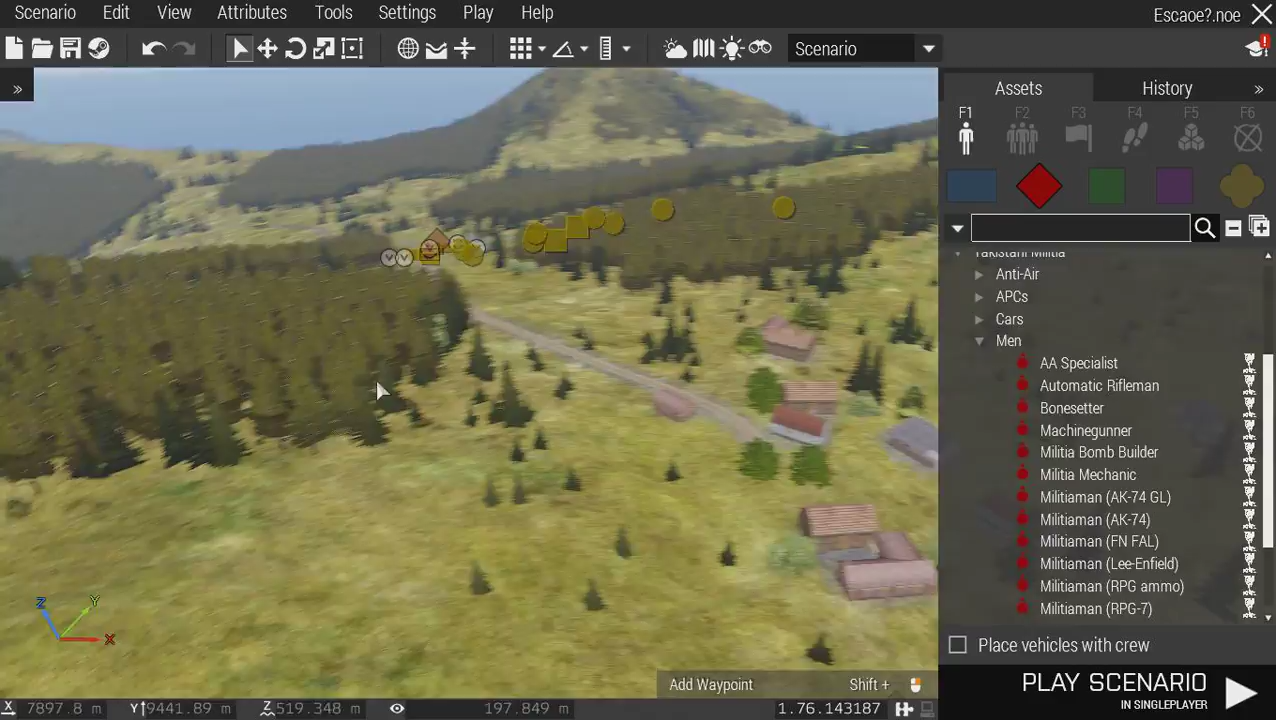 Scenario Edit View Attributes Tools Settings Play Help Escaoe?.noe
Scenario
Assets History
F1 F2 F3 F4 F5 F6
Takistani Militia
Anti-Air
APCs
Cars
Men
AA Specialist
Automatic Rifleman
Bonesetter
Machinegunner
Militia Bomb Builder
Militia Mechanic
Militiaman (AK-74 GL)
Militiaman (AK-74)
Militiaman (FN FAL)
Militiaman (Lee-Enfield)
Militiaman (RPG ammo)
Militiaman (RPG-7)
Place vehicles with crew
Z Y X
Add Waypoint Shift +
PLAY SCENARIO
IN SINGLEPLAYER
X 7897.8 m Y 9441.89 m Z 519.348 m 197.849 m 1.76.143187